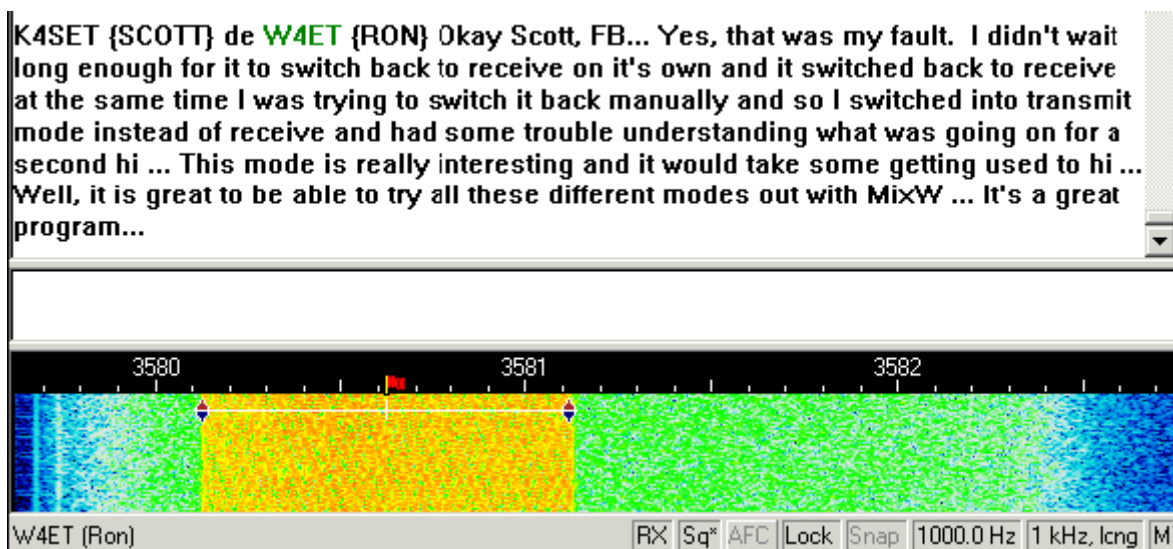 K4SET {SCOTT} de W4ET {RON} Okay Scott, FB... Yes, that was my fault.  I didn't wait
long enough for it to switch back to receive on it's own and it switched back to receive
at the same time I was trying to switch it back manually and so I switched into transmit
mode instead of receive and had some trouble understanding what was going on for a
second hi ... This mode is really interesting and it would take some getting used to hi ...
Well, it is great to be able to try all these different modes out with MixW ... It's a great
program...
3580 3581 3582
W4ET (Ron) RX Sq* AFC Lock Snap 1000.0 Hz 1 kHz, long M